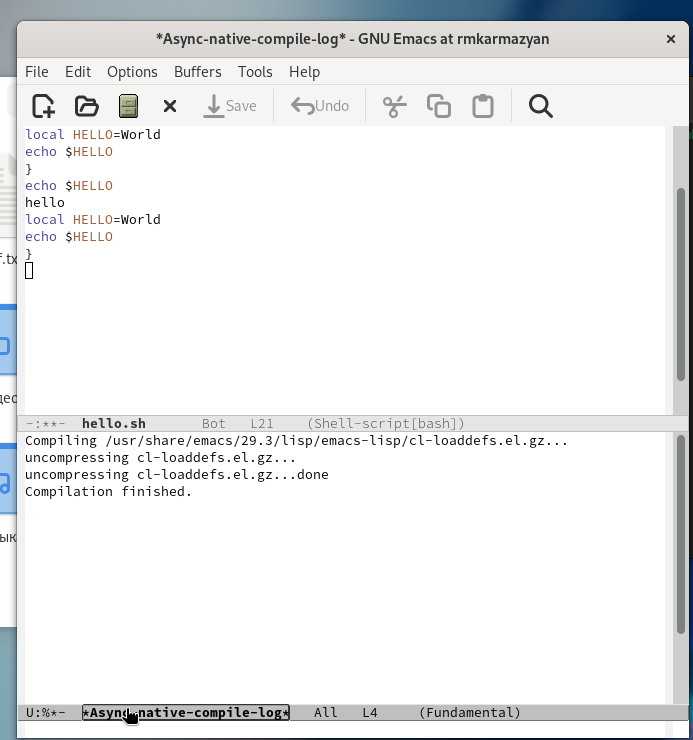 *Async-native-compile-log* - GNU Emacs at rmkarmazyan
File Edit Options Buffers Tools Help
Save Undo
local HELLO=World
echo $HELLO
}
echo $HELLO
hello
local HELLO=World
echo $HELLO
}
-:**- hello.sh Bot L21 (Shell-script[bash])
Compiling /usr/share/emacs/29.3/lisp/emacs-lisp/cl-loaddefs.el.gz...
uncompressing cl-loaddefs.el.gz...
uncompressing cl-loaddefs.el.gz...done
Compilation finished.
U:%*- *Async-native-compile-log* All L4 (Fundamental)